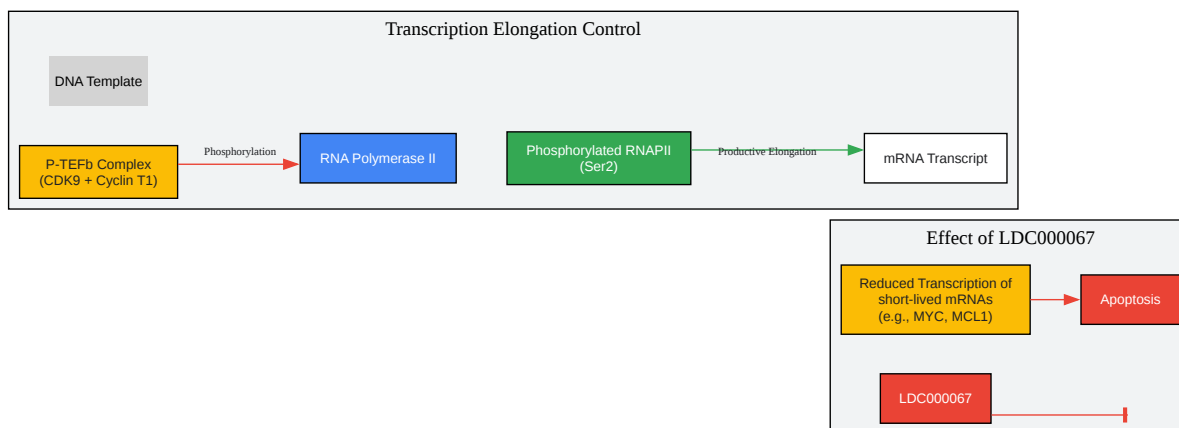 Transcription Elongation Control
DNA Template
P-TEFb Complex
(CDK9 + Cyclin T1)
Phosphorylation
RNA Polymerase II
Phosphorylated RNAPII
(Ser2)
Productive Elongation
mRNA Transcript
Effect of LDC000067
Reduced Transcription of
short-lived mRNAs
(e.g., MYC, MCL1)
Apoptosis
LDC000067